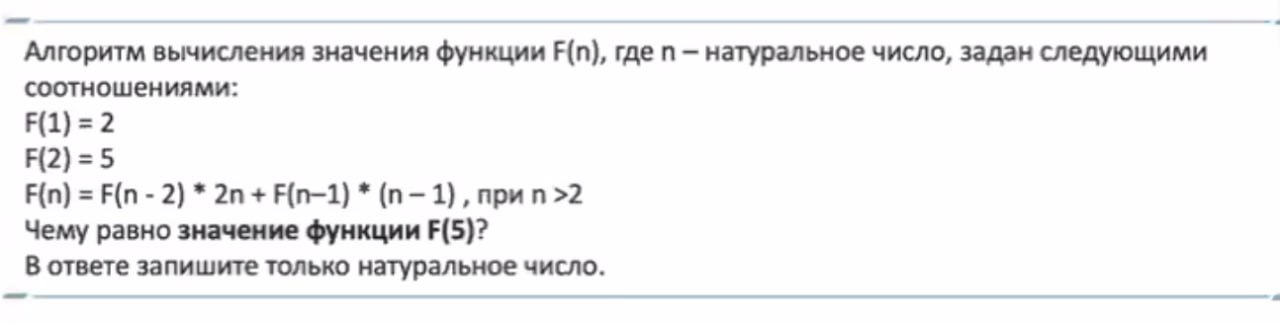 Алгоритм вычисления значения функции F(n), где n – натуральное число, задан следующими
соотношениями:
F(1) = 2
F(2) = 5
F(n) = F(n - 2) * 2n + F(n–1) * (n – 1) , при n >2
Чему равно значение функции F(5)?
В ответе запишите только натуральное число.